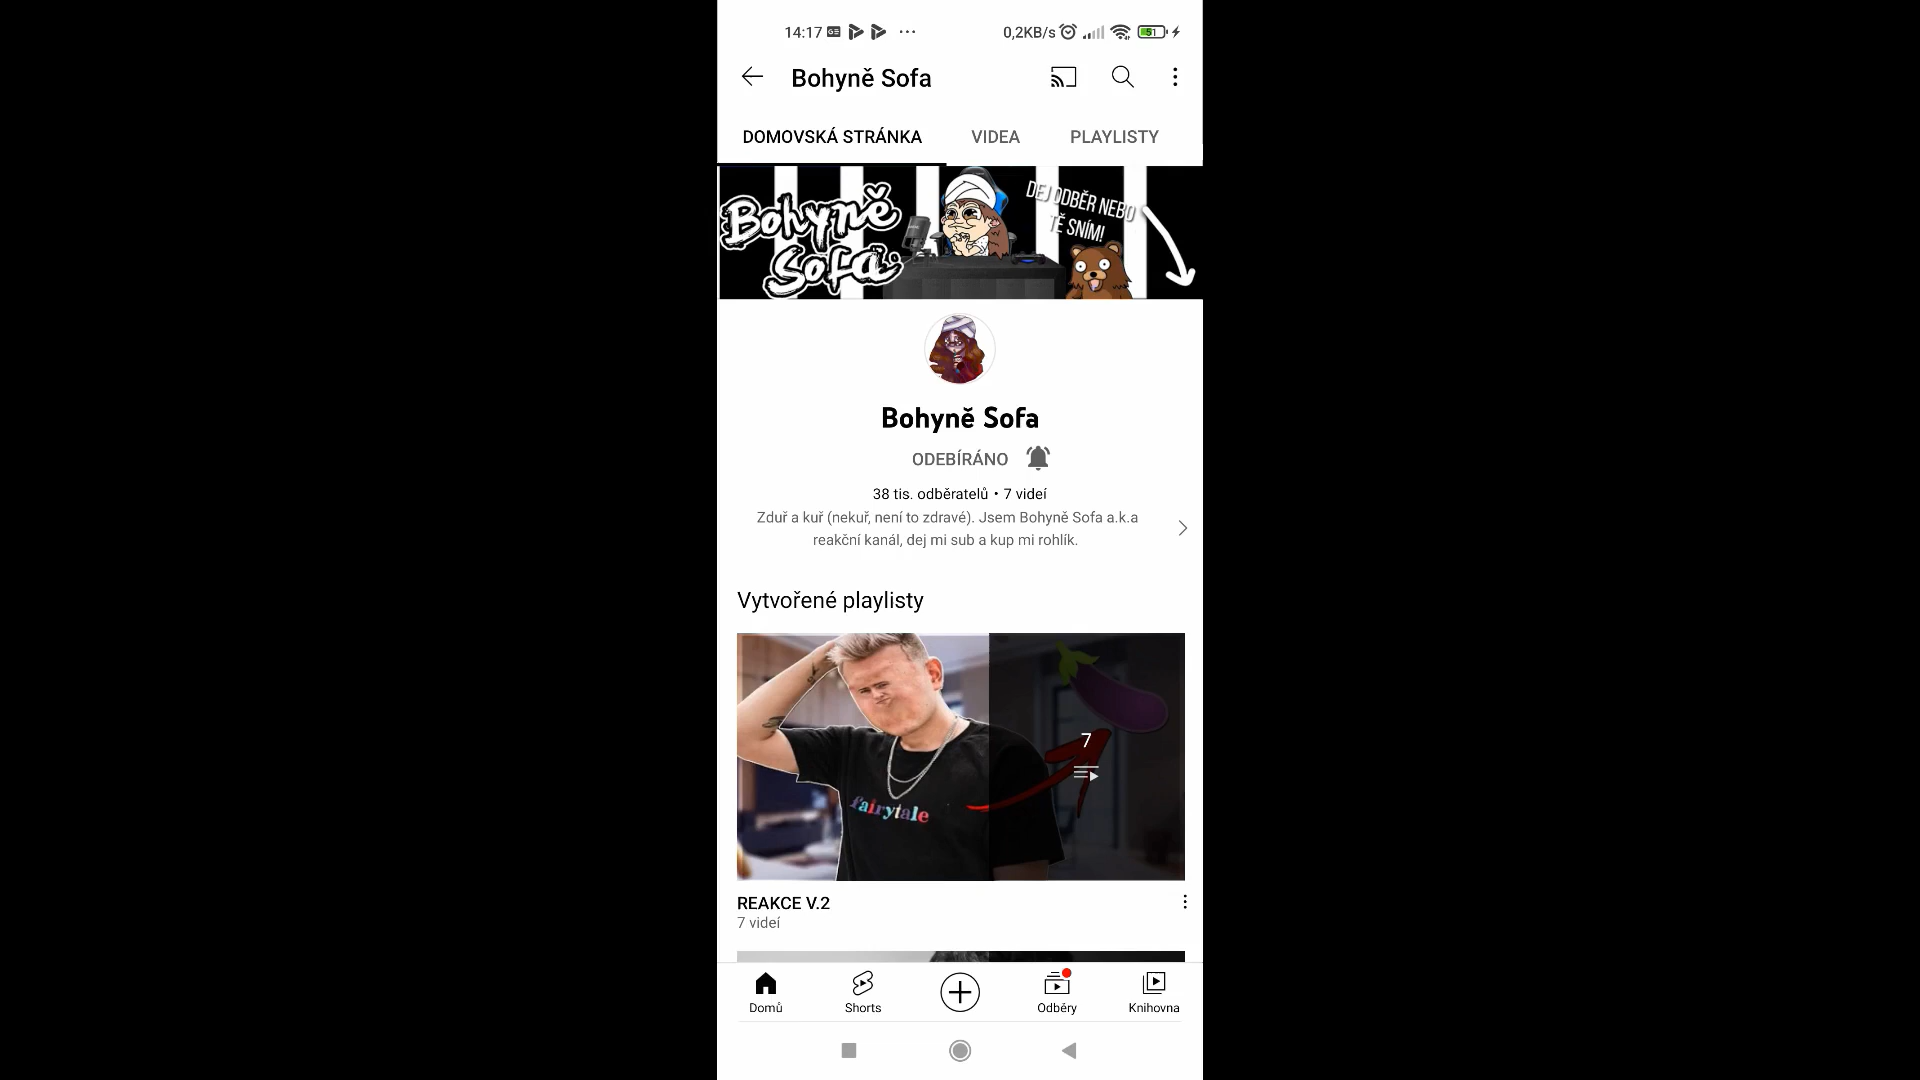 14:17 0,2KB/s 51
Bohyně Sofa
DOMOVSKÁ STRÁNKA VIDEA PLAYLISTY
Bohyně
Sofa
DEJ ODBĚR NEBO
TĚ SNÍM!
Bohyně Sofa
ODEBÍRÁNO
38 tis. odběratelů • 7 videí
Zduř a kuř (nekuř, není to zdravé). Jsem Bohyně Sofa a.k.a
reakční kanál, dej mi sub a kup mi rohlík.
Vytvořené playlisty
7
fairytale
REAKCE V.2
7 videí
Domů Shorts Odběry Knihovna